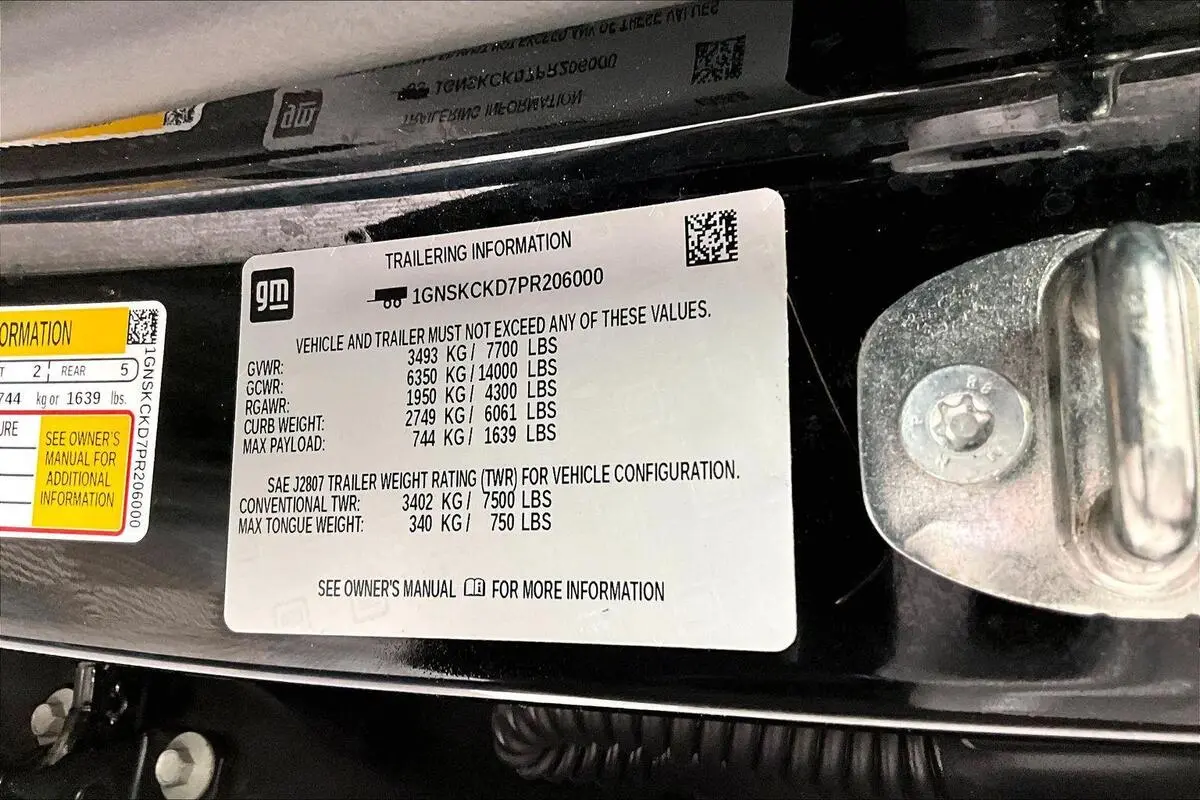 TRAILERING INFORMATION
gm
1GNSKCKD7PR206000
VEHICLE AND TRAILER MUST NOT EXCEED ANY OF THESE VALUES.
GVWR: 3493 KG / 7700 LBS
GCWR: 6350 KG / 14000 LBS
RGAWR: 1950 KG / 4300 LBS
CURB WEIGHT: 2749 KG / 6061 LBS
MAX PAYLOAD: 744 KG / 1639 LBS
SAE J2807 TRAILER WEIGHT RATING (TWR) FOR VEHICLE CONFIGURATION.
CONVENTIONAL TWR: 3402 KG / 7500 LBS
MAX TONGUE WEIGHT: 340 KG / 750 LBS
SEE OWNER'S MANUAL FOR MORE INFORMATION
2 REAR 5
744 kg or 1639 lbs.
SEE OWNER'S
MANUAL FOR
ADDITIONAL
INFORMATION
1GNSKCKD7PR206000
TRAILERING INFORMATION
1GNSKCKD7PR206000